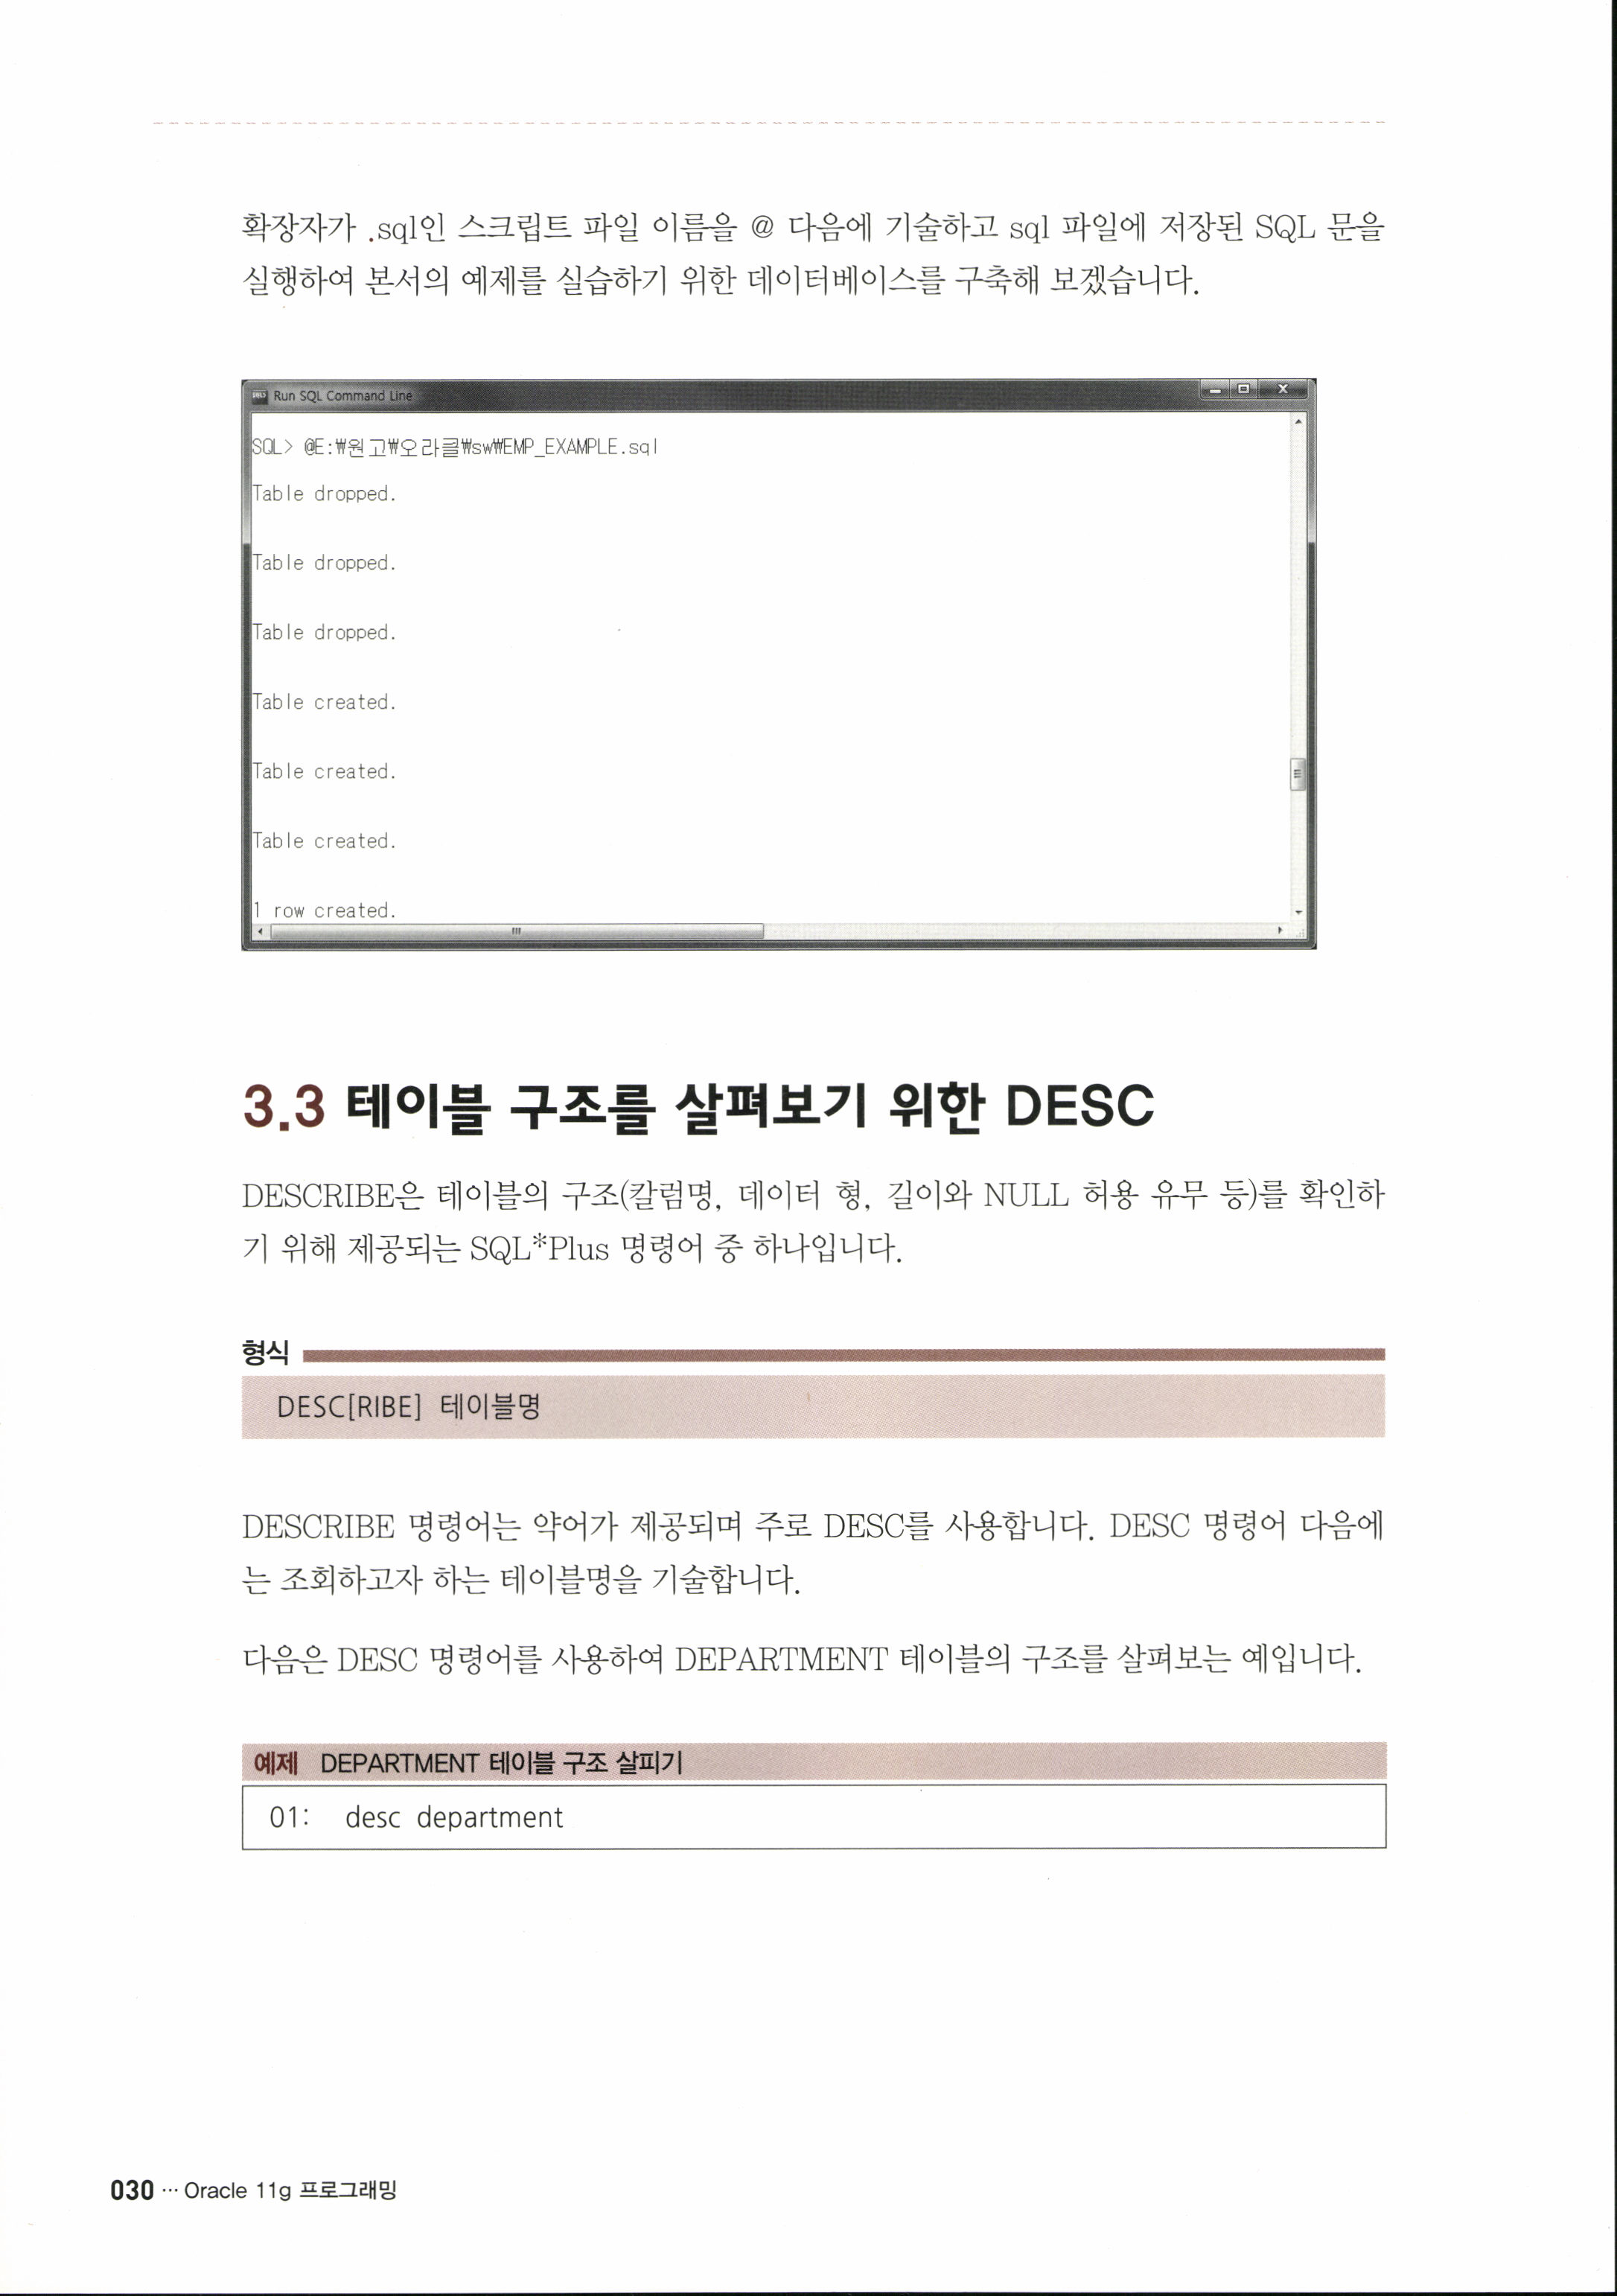 확장자가 .sql인 스크립트 파일 이름을 @ 다음에 기술하고 sql 파일에 저장된 SQL 문을
실행하여 본서의 예제를 실습하기 위한 데이터베이스를 구축해 보겠습니다.
Run SQL Command Line
SQL> @E:₩원고₩오라클₩sw₩EMP_EXAMPLE.sql
Table dropped.
Table dropped.
Table dropped.
Table created.
Table created.
Table created.
1 row created.
3.3 테이블 구조를 살펴보기 위한 DESC
DESCRIBE은 테이블의 구조(칼럼명, 데이터 형, 길이와 NULL 허용 유무 등)를 확인하
기 위해 제공되는 SQL*Plus 명령어 중 하나입니다.
형식
DESC[RIBE] 테이블명
DESCRIBE 명령어는 약어가 제공되며 주로 DESC를 사용합니다. DESC 명령어 다음에
는 조회하고자 하는 테이블명을 기술합니다.
다음은 DESC 명령어를 사용하여 DEPARTMENT 테이블의 구조를 살펴보는 예입니다.
예제 DEPARTMENT 테이블 구조 살피기
01: desc department
030 ··· Oracle 11g 프로그래밍